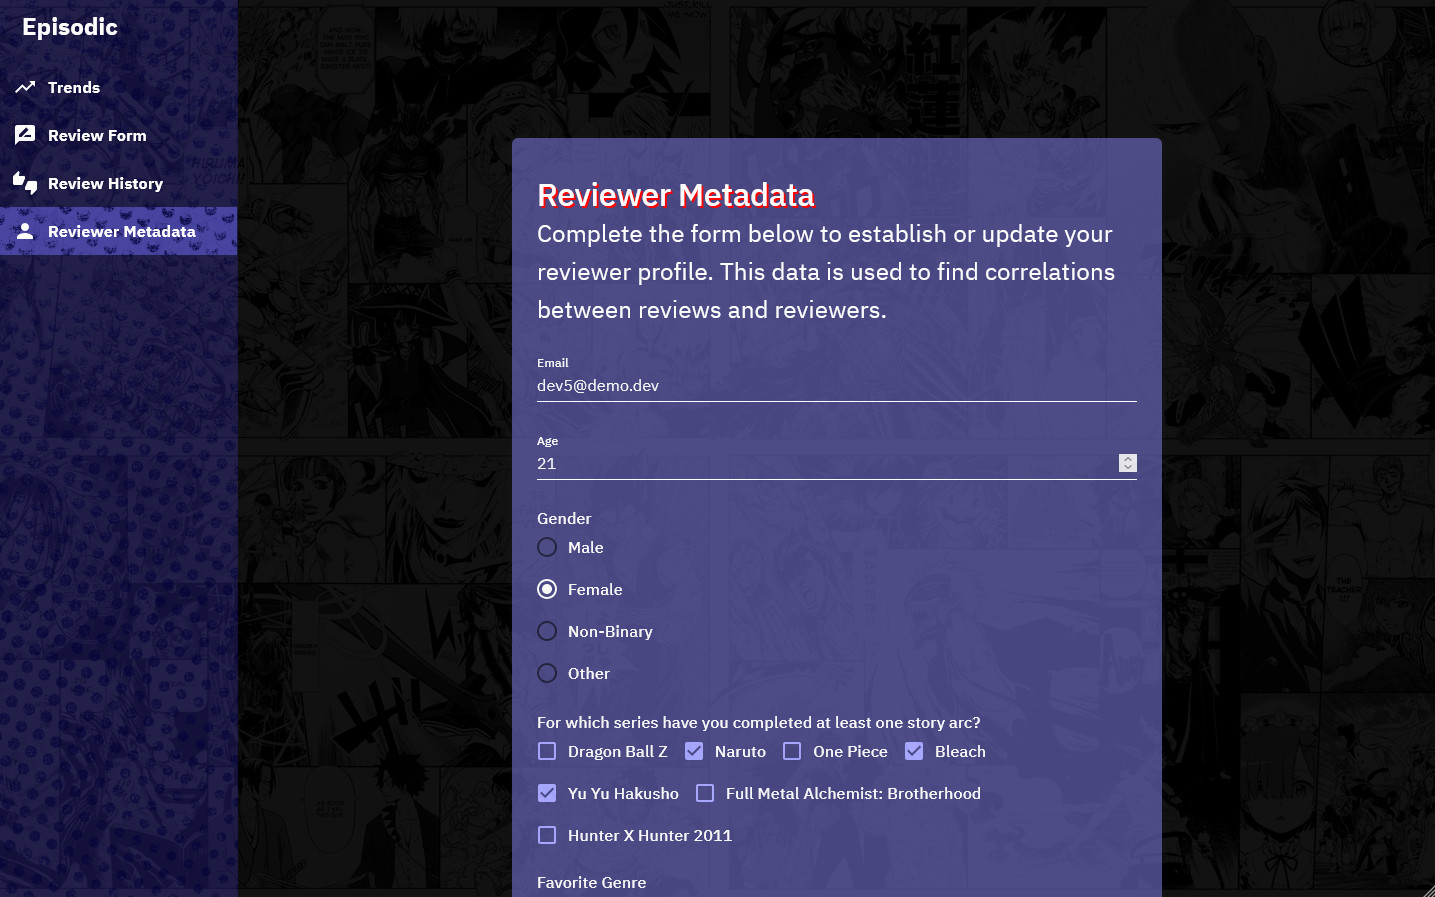 Episodic
Trends
Review Form
Review History
Reviewer Metadata
Reviewer Metadata
Complete the form below to establish or update your
reviewer profile. This data is used to find correlations
between reviews and reviewers.
Email
dev5@demo.dev
Age
21
Gender
Male
Female
Non-Binary
Other
For which series have you completed at least one story arc?
Dragon Ball Z Naruto One Piece Bleach
Yu Yu Hakusho Full Metal Alchemist: Brotherhood
Hunter X Hunter 2011
Favorite Genre
紅蓮